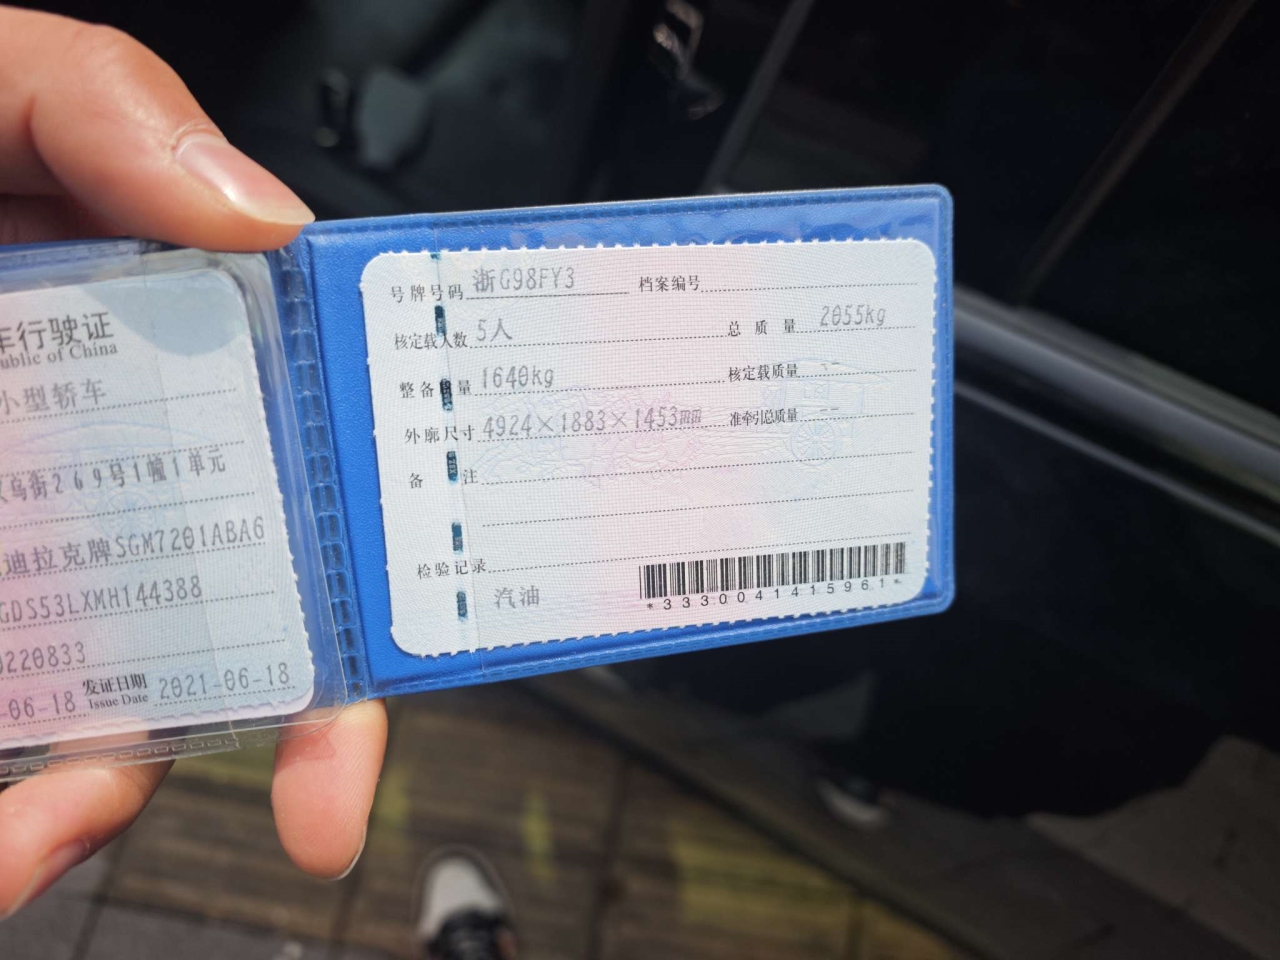 车行驶证
public of China
小型轿车
义乌街269号1幢1单元
迪拉克牌SGM7201ABA6
GDS53LXMH144388
0220833
-06-18 发证日期 2021-06-18
Issue Date
号牌号码 浙G98FY3 档案编号
核定载人数 5人 总质量 2055kg
整备质量 1640kg 核定载质量 --
外廓尺寸 4924×1883×1453mm 准牵引总质量 --
备注
检验记录
汽油
*3330041415961*